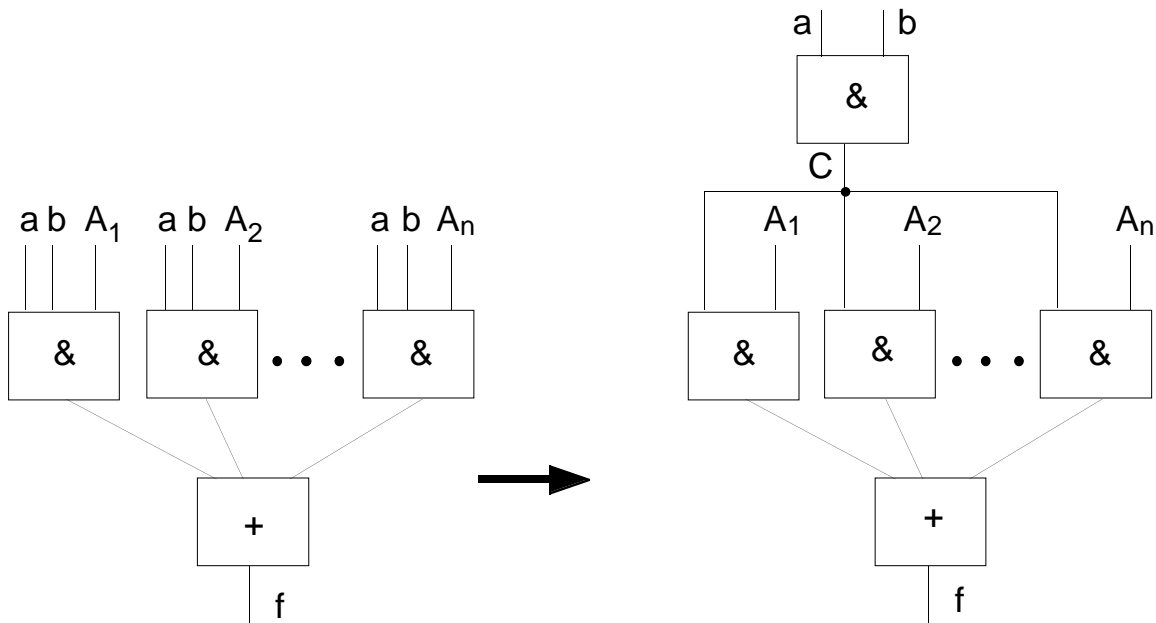 a b
&
C
a b A₁ a b A₂ a b Aₙ
A₁ A₂ Aₙ
& & • • • &
& & • • • &
+
+
f
f